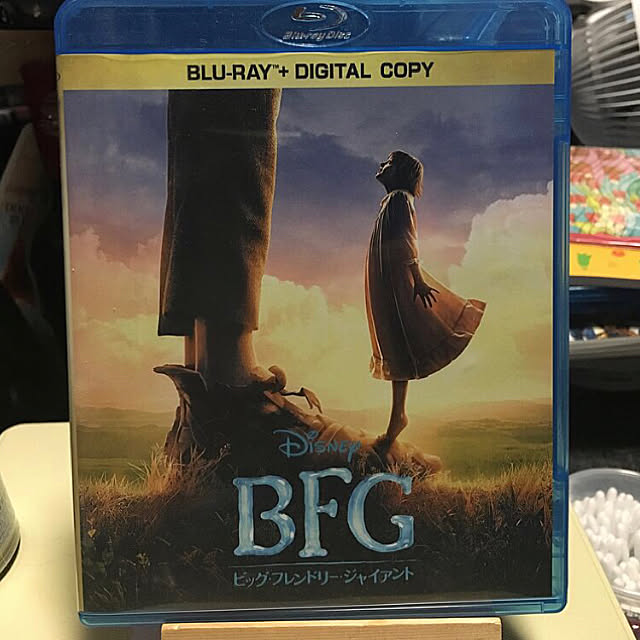 Blu-ray Disc
BLU-RAY™+ DIGITAL COPY
Disney
BFG
ビッグ・フレンドリー・ジャイアント